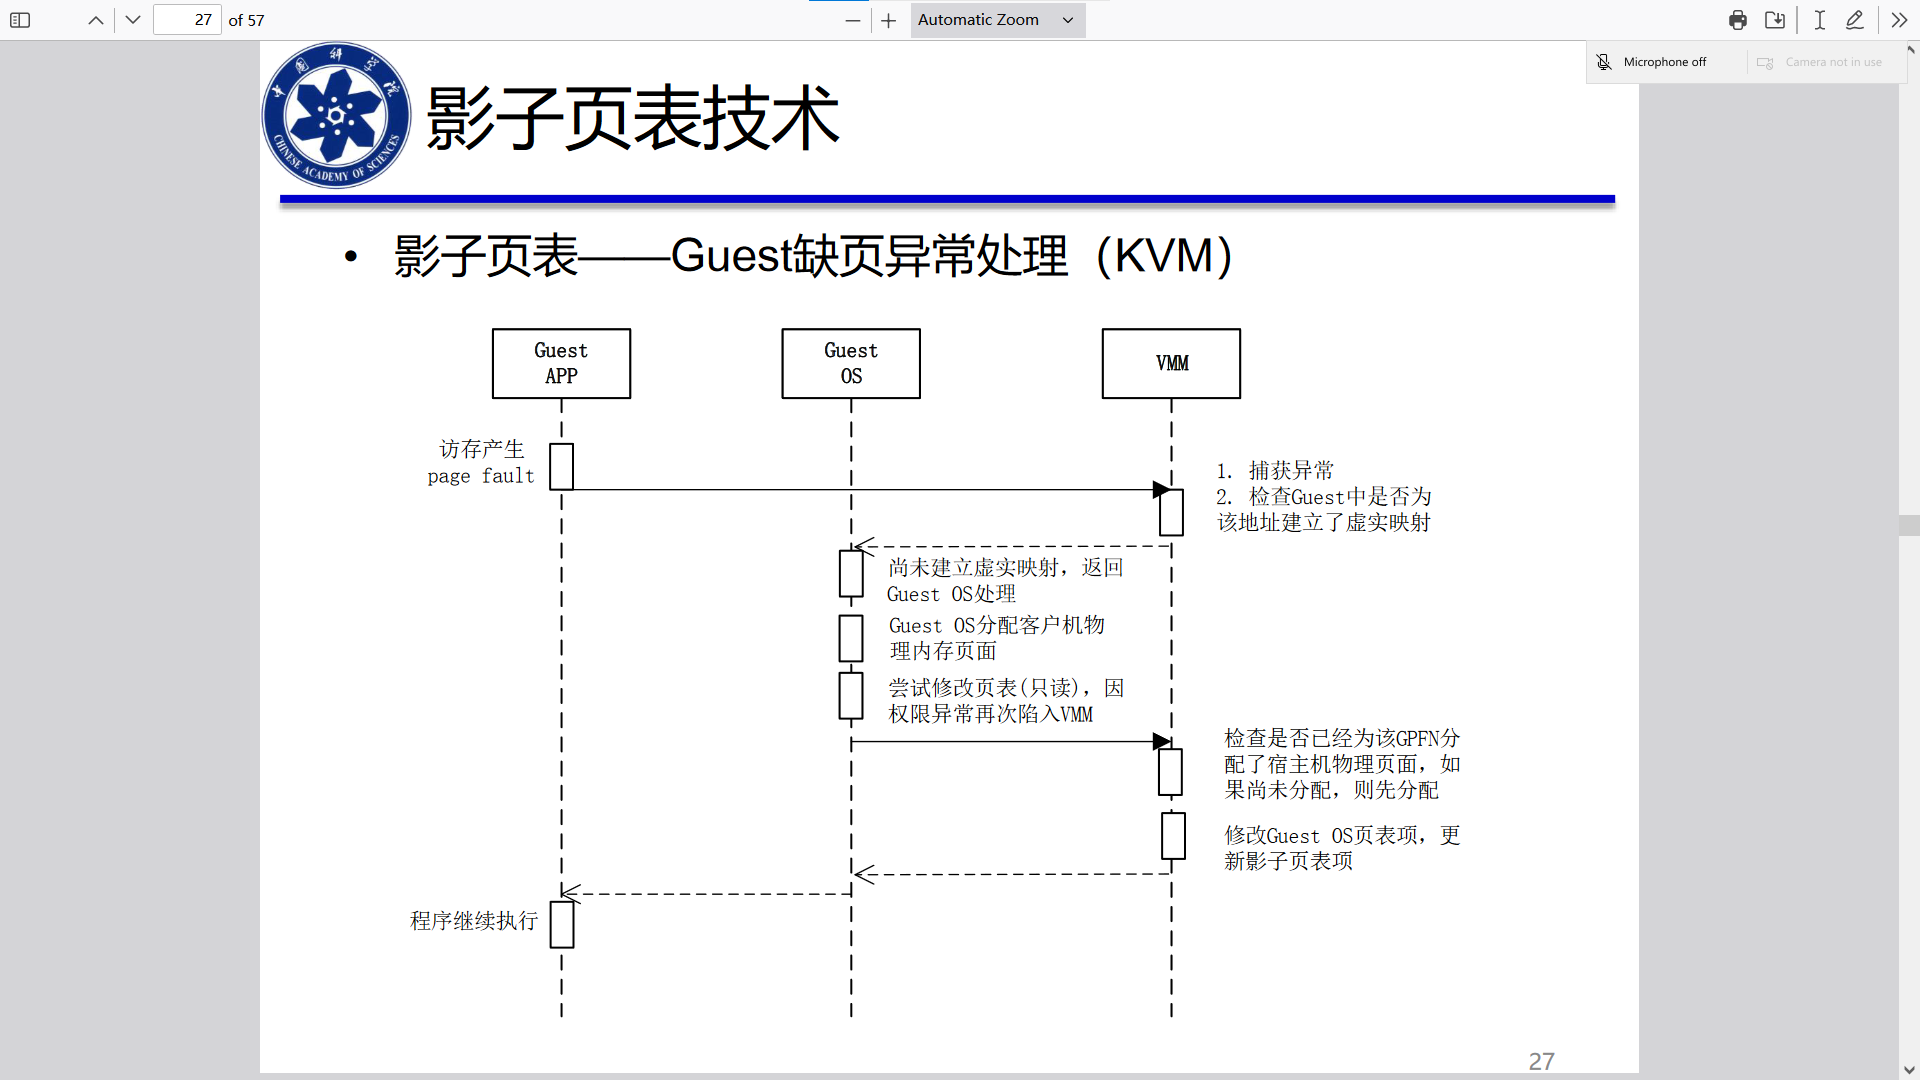 27 of 57
Automatic Zoom
Microphone off
Camera not in use
中国科学院
CHINESE ACADEMY OF SCIENCES
影子页表技术
• 影子页表——Guest缺页异常处理（KVM）
Guest
APP
Guest
OS
VMM
访存产生
page fault
1. 捕获异常
2. 检查Guest中是否为
该地址建立了虚实映射
尚未建立虚实映射，返回
Guest OS处理
Guest OS分配客户机物
理内存页面
尝试修改页表(只读)，因
权限异常再次陷入VMM
检查是否已经为该GPFN分
配了宿主机物理页面，如
果尚未分配，则先分配
修改Guest OS页表项，更
新影子页表项
程序继续执行
27